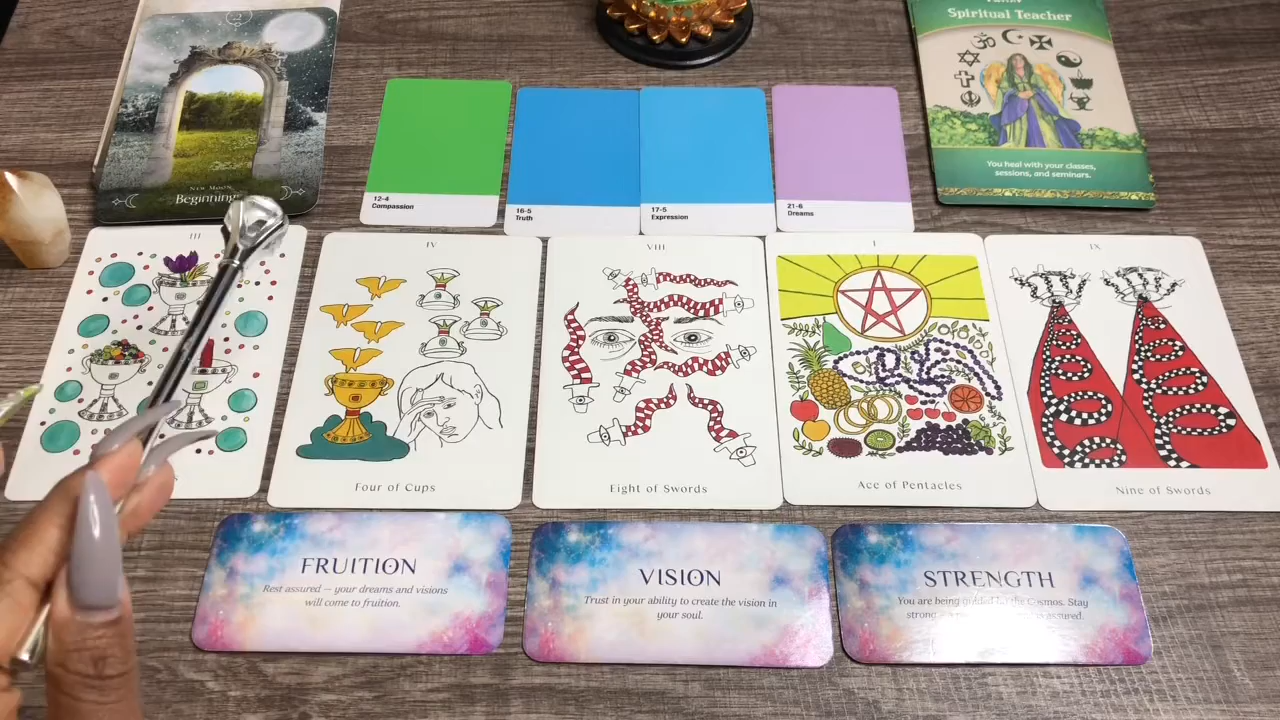 NEW MOON
Beginnings
Spiritual Teacher
You heal with your classes,
sessions, and seminars.
12-4
Compassion
16-5
Truth
17-5
Expression
21-6
Dreams
III
IV
Four of Cups
VIII
Eight of Swords
I
Ace of Pentacles
IX
Nine of Swords
FRUITION
Rest assured — your dreams and visions
will come to fruition.
VISION
Trust in your ability to create the vision in
your soul.
STRENGTH
You are being guided by the cosmos. Stay
strong assured.